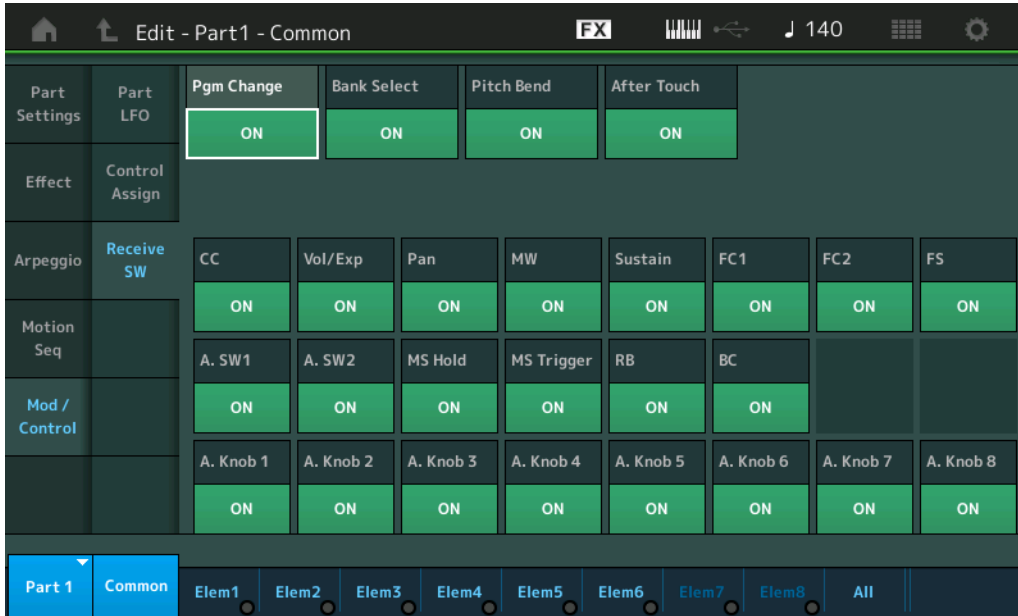 Edit - Part1 - Common
FX
140
Part Settings
Part LFO
Pgm Change
Bank Select
Pitch Bend
After Touch
ON
ON
ON
ON
Effect
Control Assign
Arpeggio
Receive SW
CC
Vol/Exp
Pan
MW
Sustain
FC1
FC2
FS
ON
ON
ON
ON
ON
ON
ON
ON
Motion Seq
A. SW1
A. SW2
MS Hold
MS Trigger
RB
BC
ON
ON
ON
ON
ON
ON
Mod / Control
A. Knob 1
A. Knob 2
A. Knob 3
A. Knob 4
A. Knob 5
A. Knob 6
A. Knob 7
A. Knob 8
ON
ON
ON
ON
ON
ON
ON
ON
Part 1
Common
Elem1
Elem2
Elem3
Elem4
Elem5
Elem6
Elem7
Elem8
All